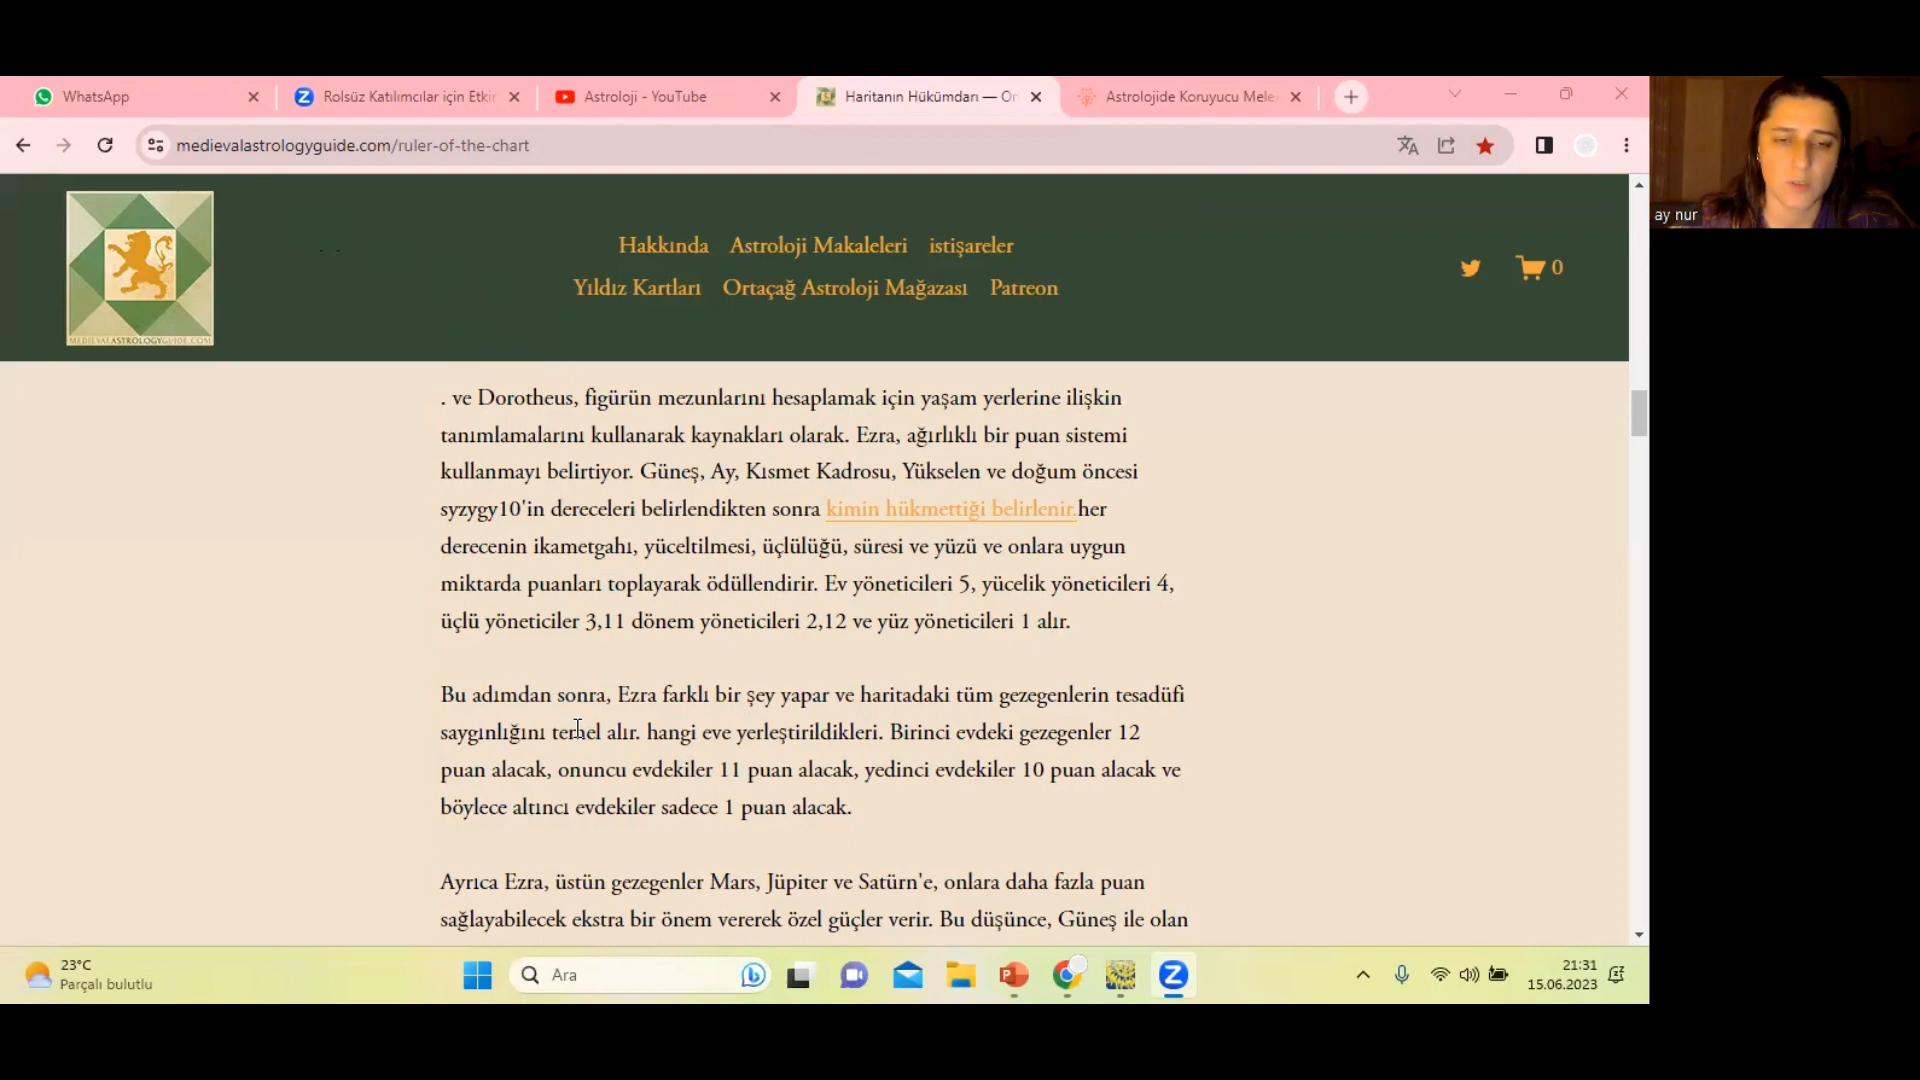 WhatsApp
Rolsüz Katılımcılar için Etkin
Astroloji - YouTube
Haritanın Hükümdarı — Or
Astrolojide Koruyucu Mele
medievalastrologyguide.com/ruler-of-the-chart
ay nur
MEDIEVALASTROLOGYGUIDE.COM
Hakkında Astroloji Makaleleri istişareler
Yıldız Kartları Ortaçağ Astroloji Mağazası Patreon
0
. ve Dorotheus, figürün mezunlarını hesaplamak için yaşam yerlerine ilişkin
tanımlamalarını kullanarak kaynakları olarak. Ezra, ağırlıklı bir puan sistemi
kullanmayı belirtiyor. Güneş, Ay, Kısmet Kadrosu, Yükselen ve doğum öncesi
syzygy10'in dereceleri belirlendikten sonra kimin hükmettiği belirlenir.her
derecenin ikametgahı, yüceltilmesi, üçlülüğü, süresi ve yüzü ve onlara uygun
miktarda puanları toplayarak ödüllendirir. Ev yöneticileri 5, yücelik yöneticileri 4,
üçlü yöneticiler 3,11 dönem yöneticileri 2,12 ve yüz yöneticileri 1 alır.
Bu adımdan sonra, Ezra farklı bir şey yapar ve haritadaki tüm gezegenlerin tesadüfi
saygınlığını temel alır. hangi eve yerleştirildikleri. Birinci evdeki gezegenler 12
puan alacak, onuncu evdekiler 11 puan alacak, yedinci evdekiler 10 puan alacak ve
böylece altıncı evdekiler sadece 1 puan alacak.
Ayrıca Ezra, üstün gezegenler Mars, Jüpiter ve Satürn'e, onlara daha fazla puan
sağlayabilecek ekstra bir önem vererek özel güçler verir. Bu düşünce, Güneş ile olan
23°C
Parçalı bulutlu
Ara
21:31
15.06.2023